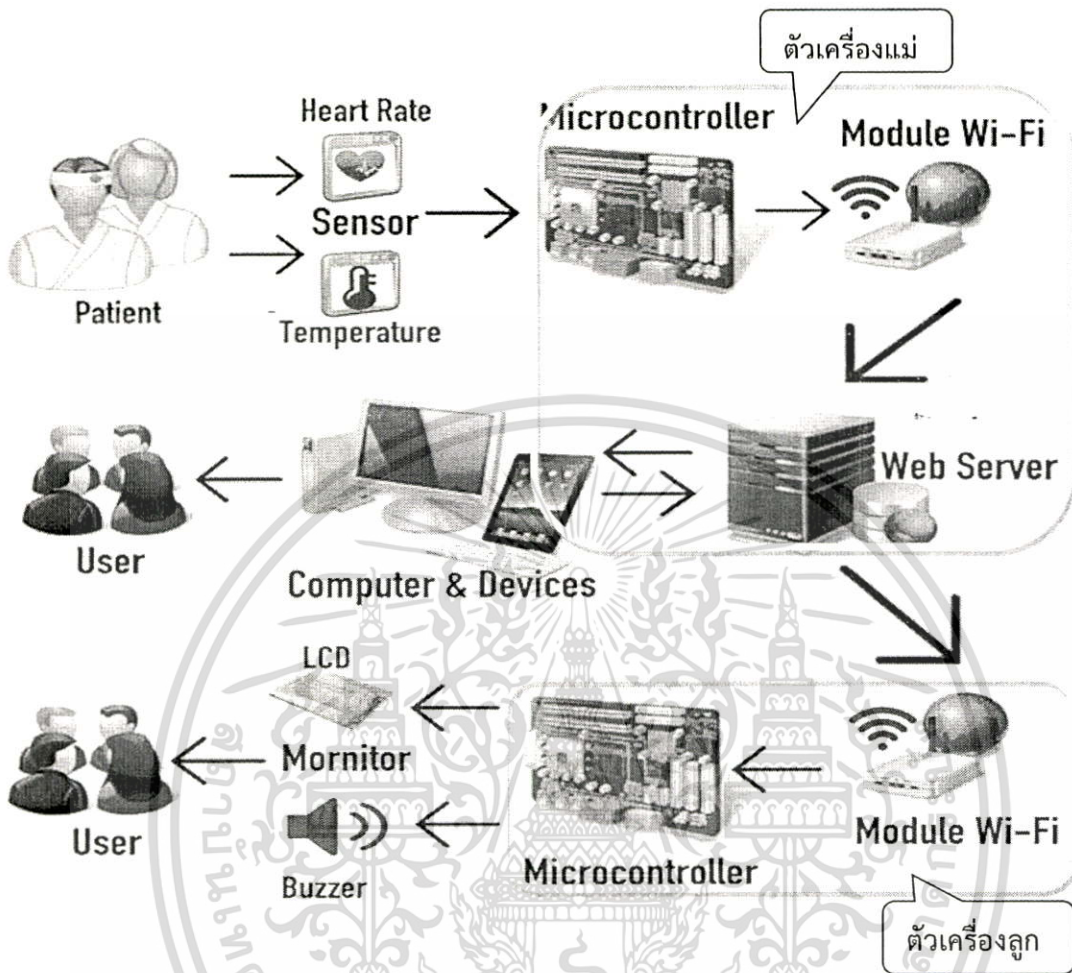 ตัวเครื่องแม่
Heart Rate
Microcontroller
Module Wi-Fi
Sensor
Patient
Temperature
Web Server
User
Computer & Devices
LCD
Mornitor
User
Module Wi-Fi
Buzzer
Microcontroller
ตัวเครื่องลูก